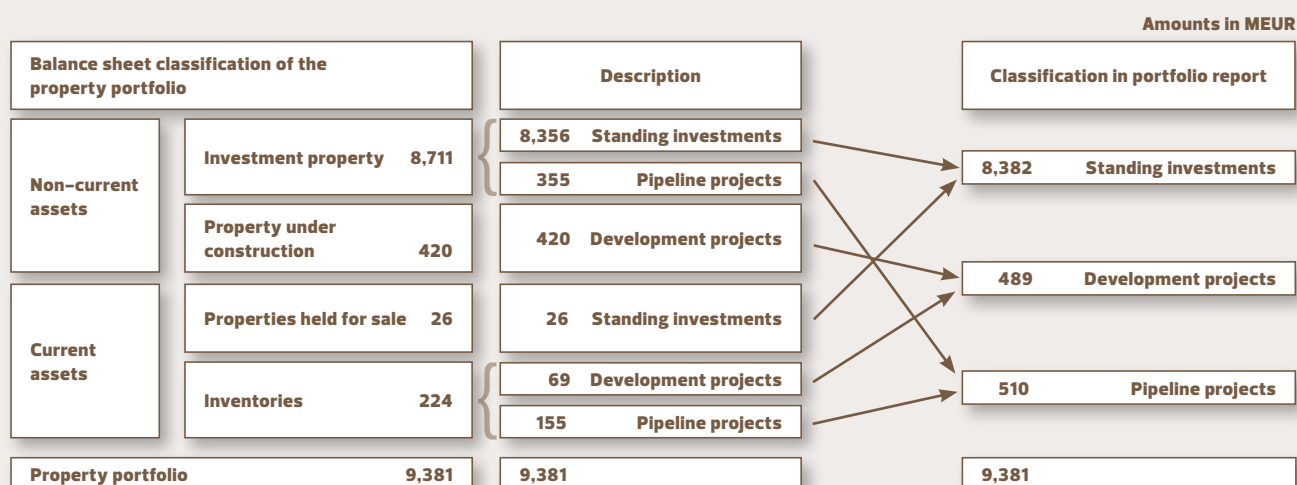 Amounts in MEUR
Balance sheet classification of the
property portfolio
Description
Classification in portfolio report
Non-current
assets
Investment property 8,711
8,356 Standing investments
355 Pipeline projects
8,382 Standing investments
Property under
construction 420
420 Development projects
489 Development projects
Current
assets
Properties held for sale 26
26 Standing investments
Inventories 224
69 Development projects
155 Pipeline projects
510 Pipeline projects
Property portfolio 9,381
9,381
9,381